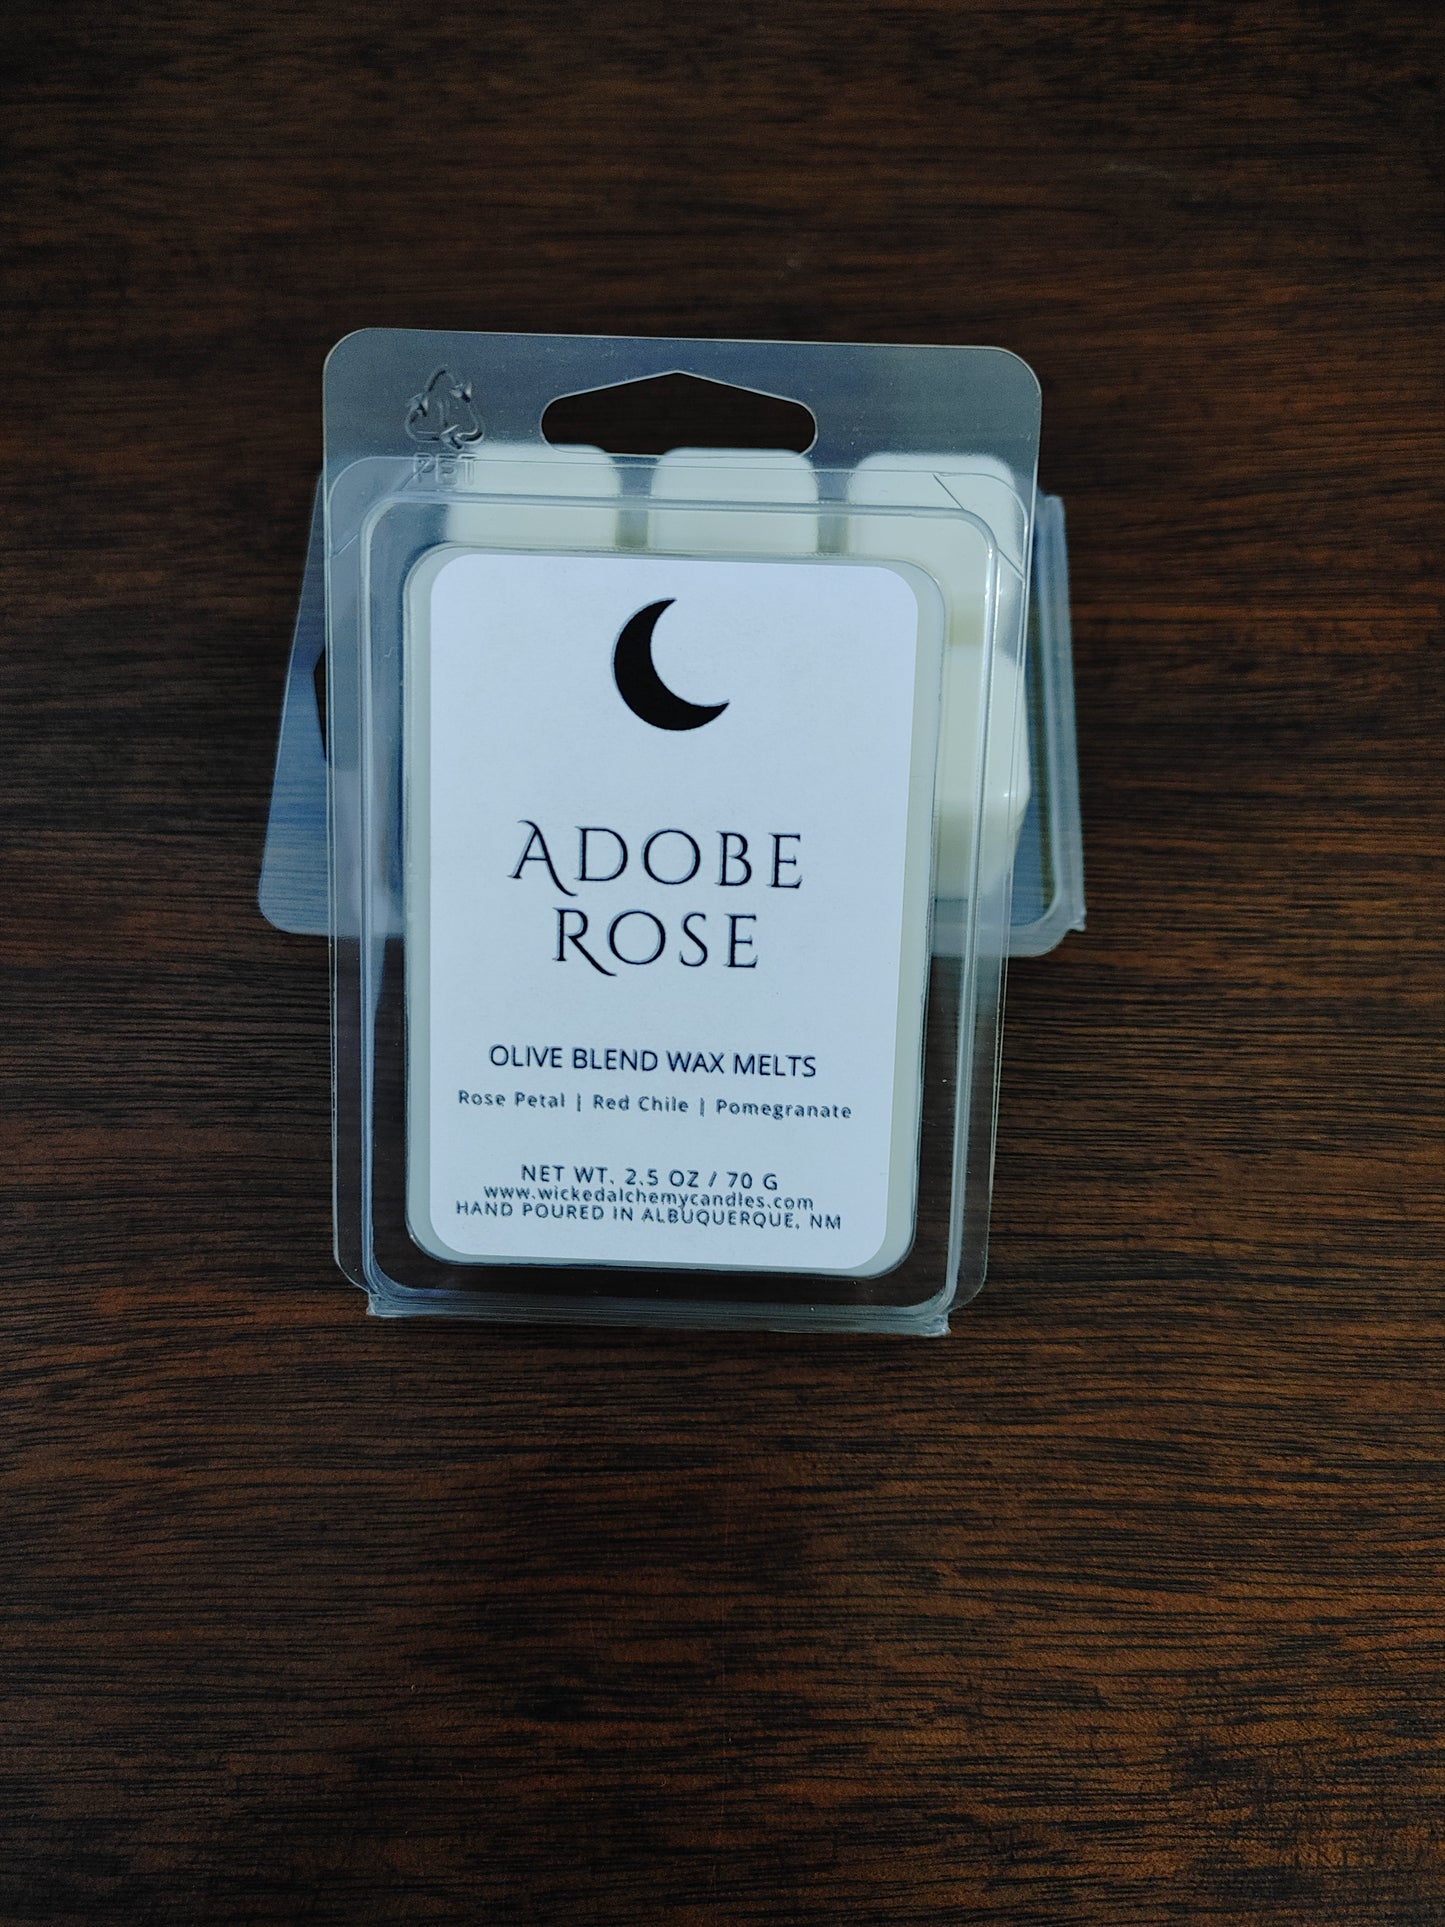 PET
ADOBE
ROSE
OLIVE BLEND WAX MELTS
Rose Petal | Red Chile | Pomegranate
NET WT. 2.5 OZ / 70 G
www.wickedalchemycandles.com
HAND POURED IN ALBUQUERQUE, NM